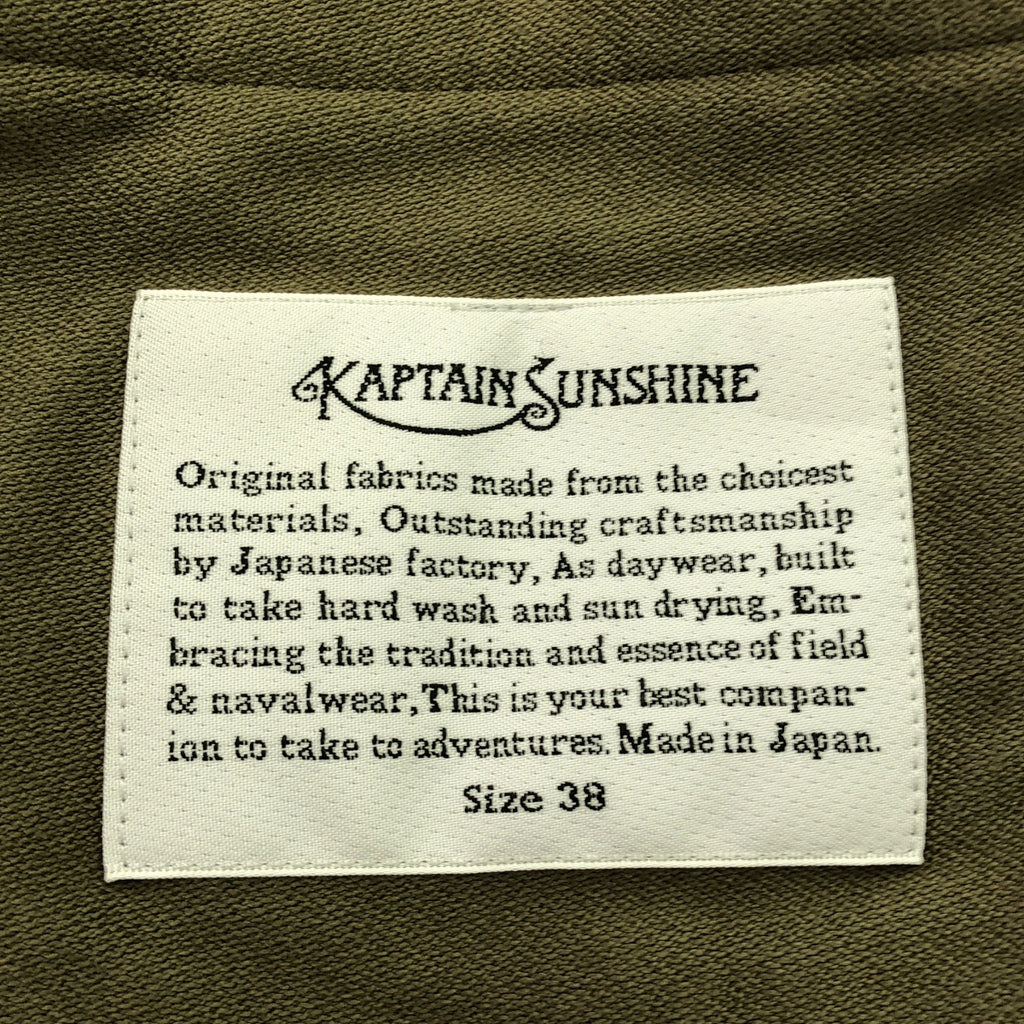 KAPTAIN SUNSHINE
Original fabrics made from the choicest
materials, Outstanding craftsmanship
by Japanese factory, As daywear, built
to take hard wash and sun drying, Em-
bracing the tradition and essence of field
& navalwear, This is your best compan-
ion to take to adventures. Made in Japan.
Size 38